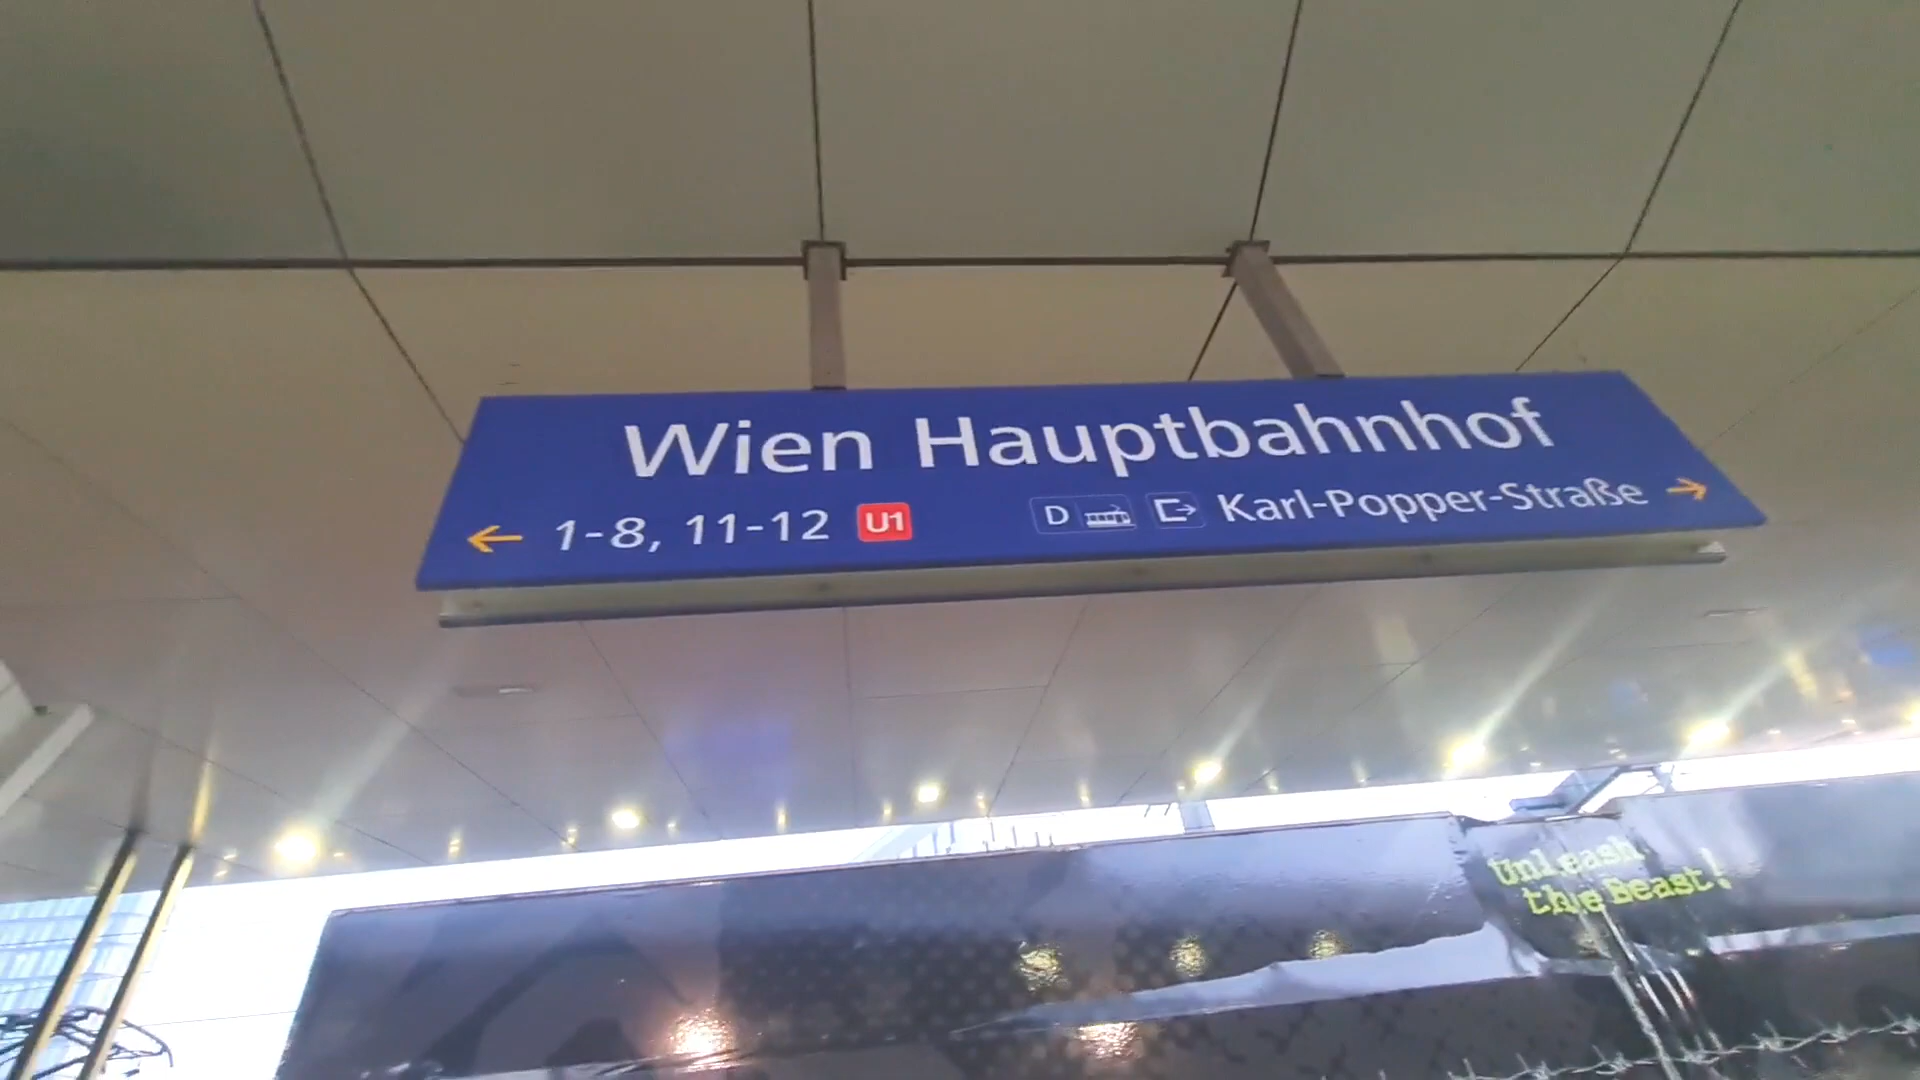 Wien Hauptbahnhof
← 1-8, 11-12 U1 D Karl-Popper-Straße →
Unleash
the Beast!